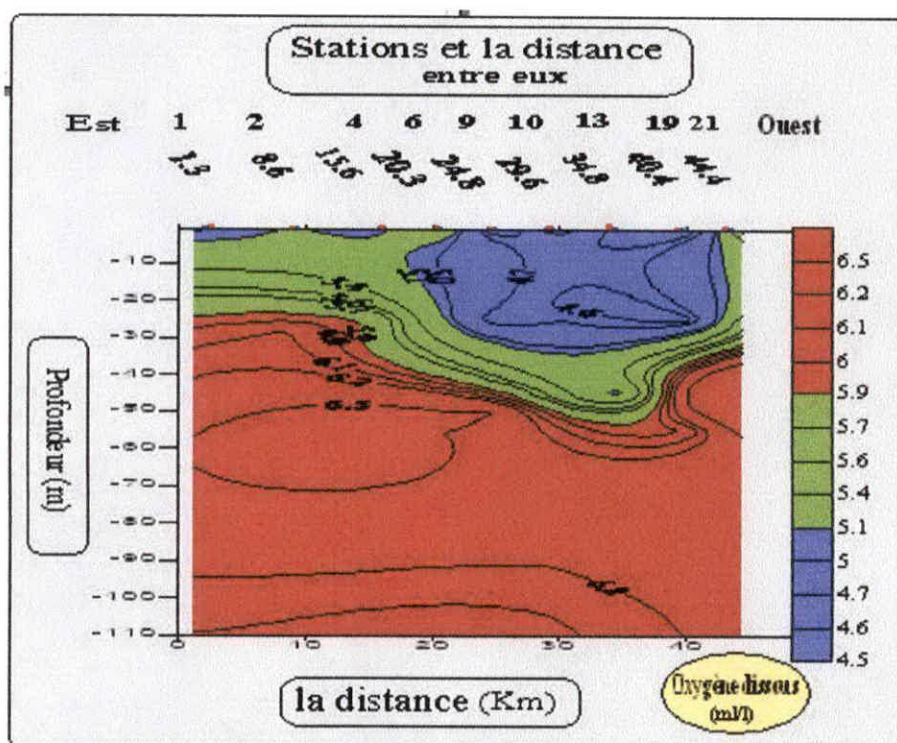 Stations et la distance
entre eux
Est 1 2 4 6 9 10 13 19 21 Ouest
1.3 8.6 15.6 20.3 24.8 29.6 34.8 40.4 44.4
-10
-20
-30
-40
-50
-60
-70
-80
-90
-100
-110
0 10 20 30 40
Profondeur (m)
6.5
6.2
6.1
6
5.9
5.7
5.6
5.4
5.1
5
4.7
4.6
4.5
6.5
la distance (Km)
Oxygène dissous
(ml/l)